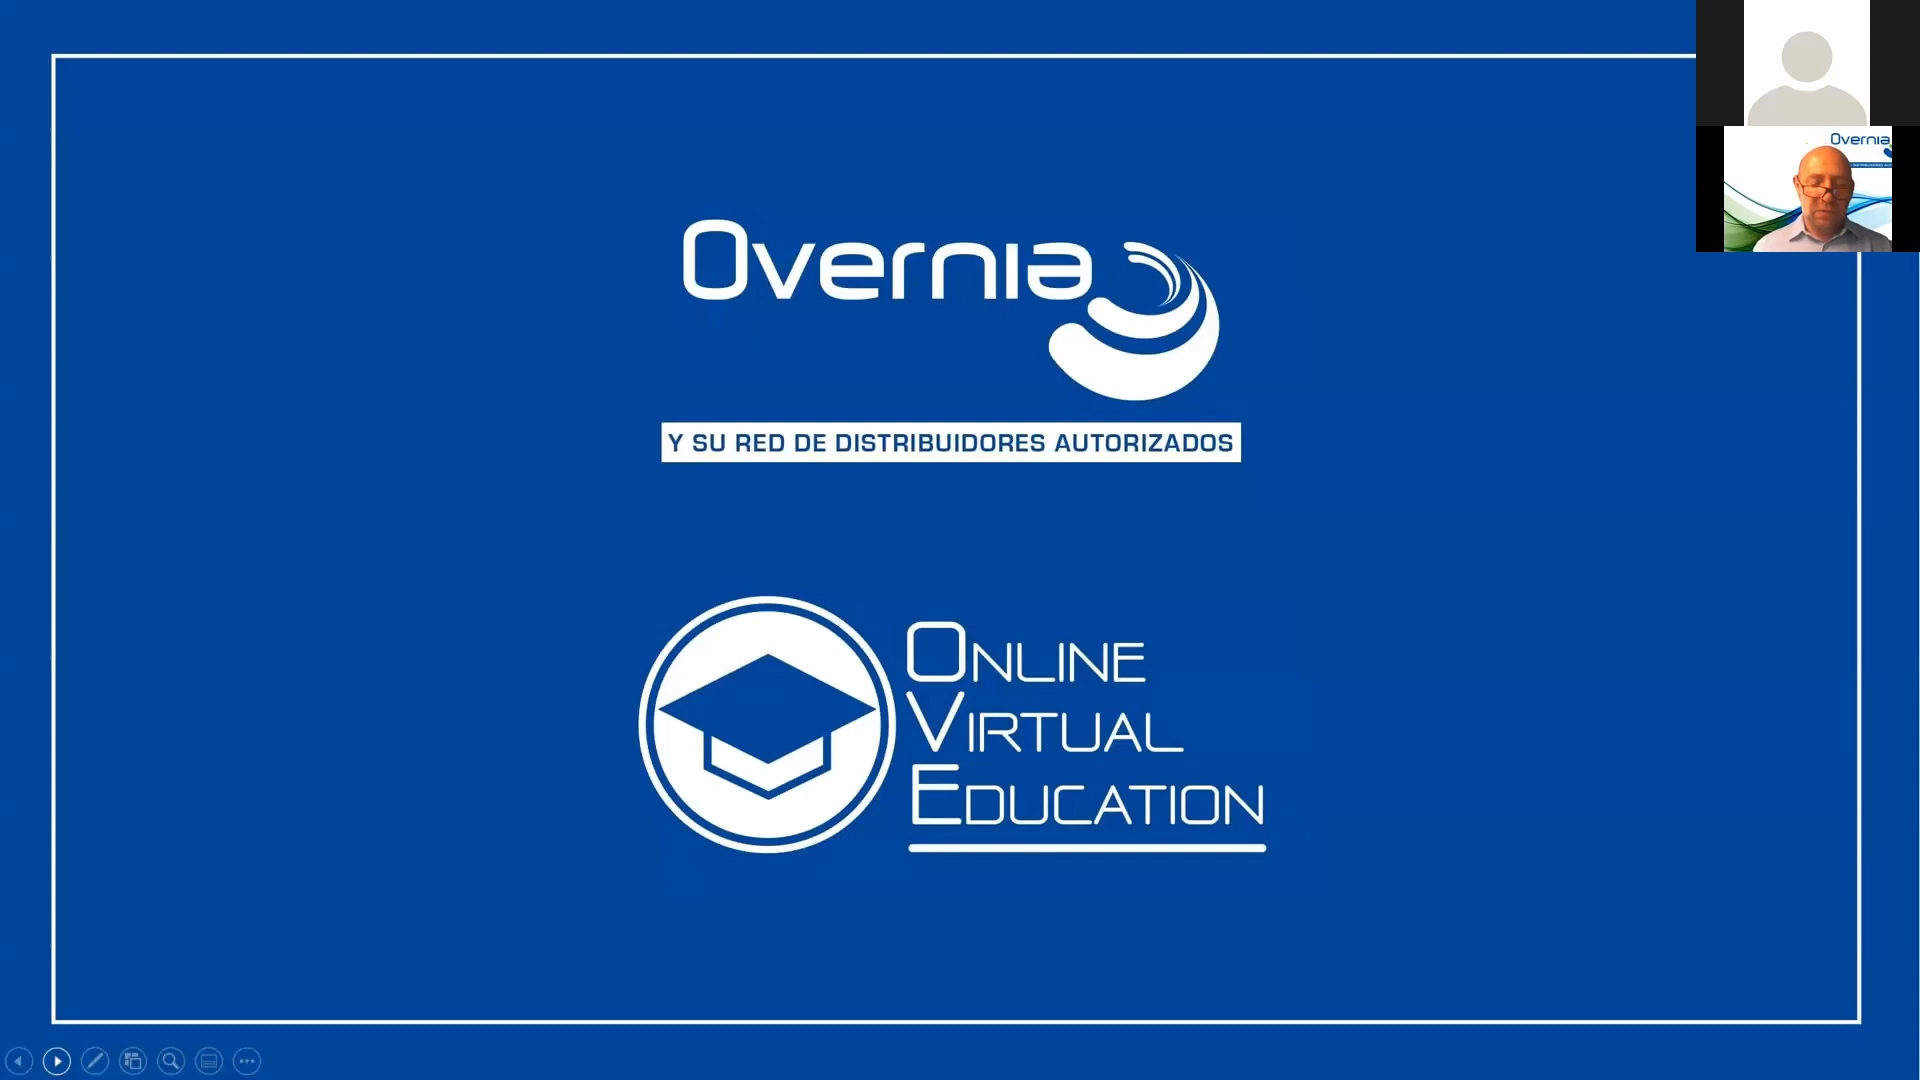 Overnia
Y SU RED DE DISTRIBUIDORES AUTORIZADOS
ONLINE
VIRTUAL
EDUCATION
Overnia